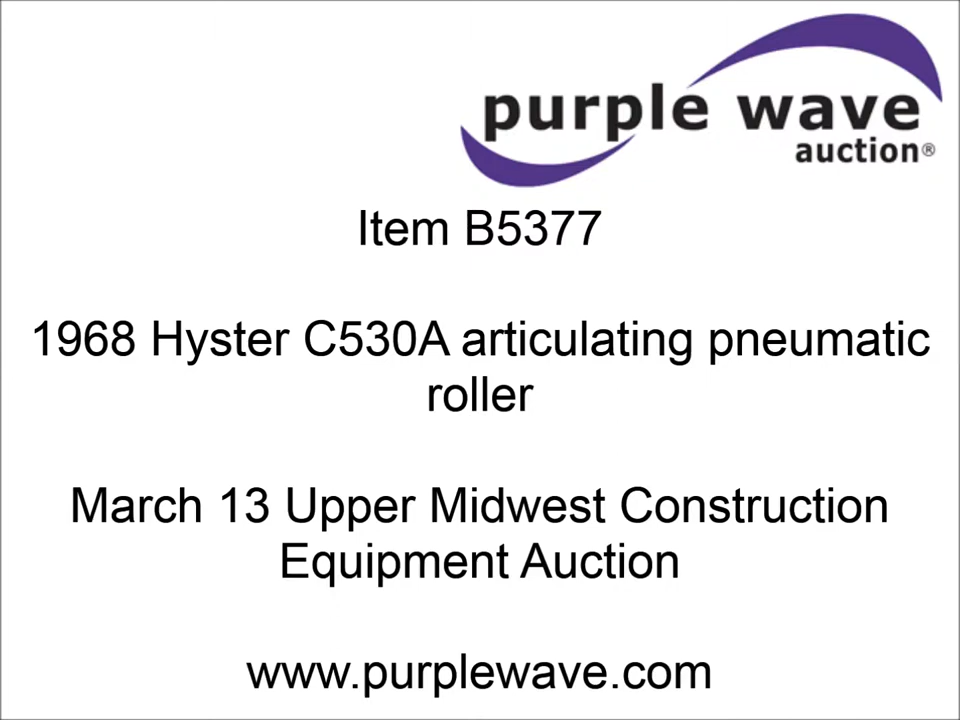 purple wave
auction®
Item B5377
1968 Hyster C530A articulating pneumatic
roller
March 13 Upper Midwest Construction
Equipment Auction
www.purplewave.com